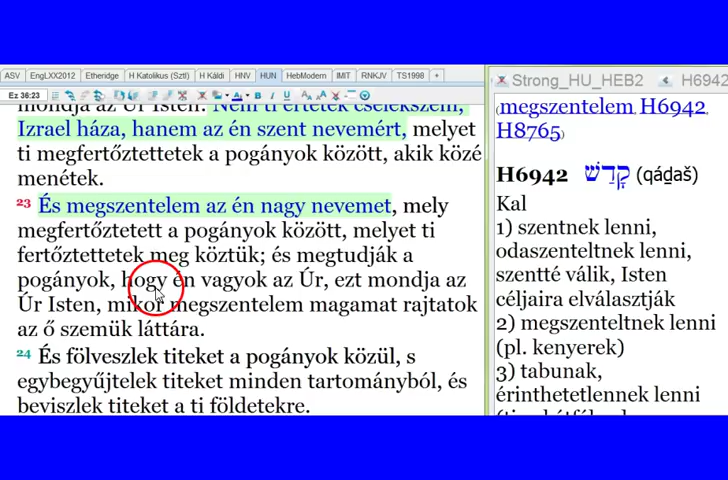 ASV EngLXX2012 Etheridge H Katolikus (Sztl) H Káldi HNV HUN HebModern IMIT RNKJV TS1998 +
Ez 36:23
mondja az Úr Isten: Nem ti értetek cselekszem,
Izrael háza, hanem az én szent nevemért, melyet
ti megfertőztettetek a pogányok között, akik közé
menétek.
23 És megszentelem az én nagy nevemet, mely
megfertőztetett a pogányok között, melyet ti
fertőztettetek meg köztük; és megtudják a
pogányok, hogy én vagyok az Úr, ezt mondja az
Úr Isten, mikor megszentelem magamat rajtatok
az ő szemük láttára.
24 És fölveszlek titeket a pogányok közül, s
egybegyűjtelek titeket minden tartományból, és
beviszlek titeket a ti földetekre.
Strong_HU_HEB2 H6942
(megszentelem H6942
H8765)
H6942 קָדַשׁ (qáḏaš)
Kal
1) szentnek lenni,
odaszenteltnek lenni,
szentté válik, Isten
céljaira elválasztják
2) megszenteltnek lenni
(pl. kenyerek)
3) tabunak,
érinthetetlennek lenni